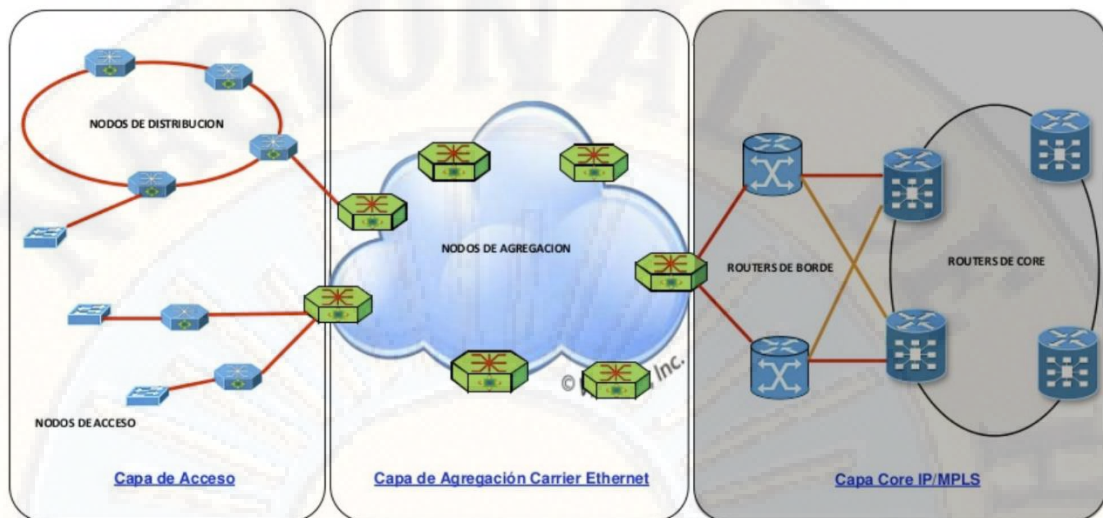 NODOS DE DISTRIBUCION
NODOS DE ACCESO
Capa de Acceso
NODOS DE AGREGACION
Inc.
Capa de Agregación Carrier Ethernet
ROUTERS DE BORDE
ROUTERS DE CORE
Capa Core IP/MPLS